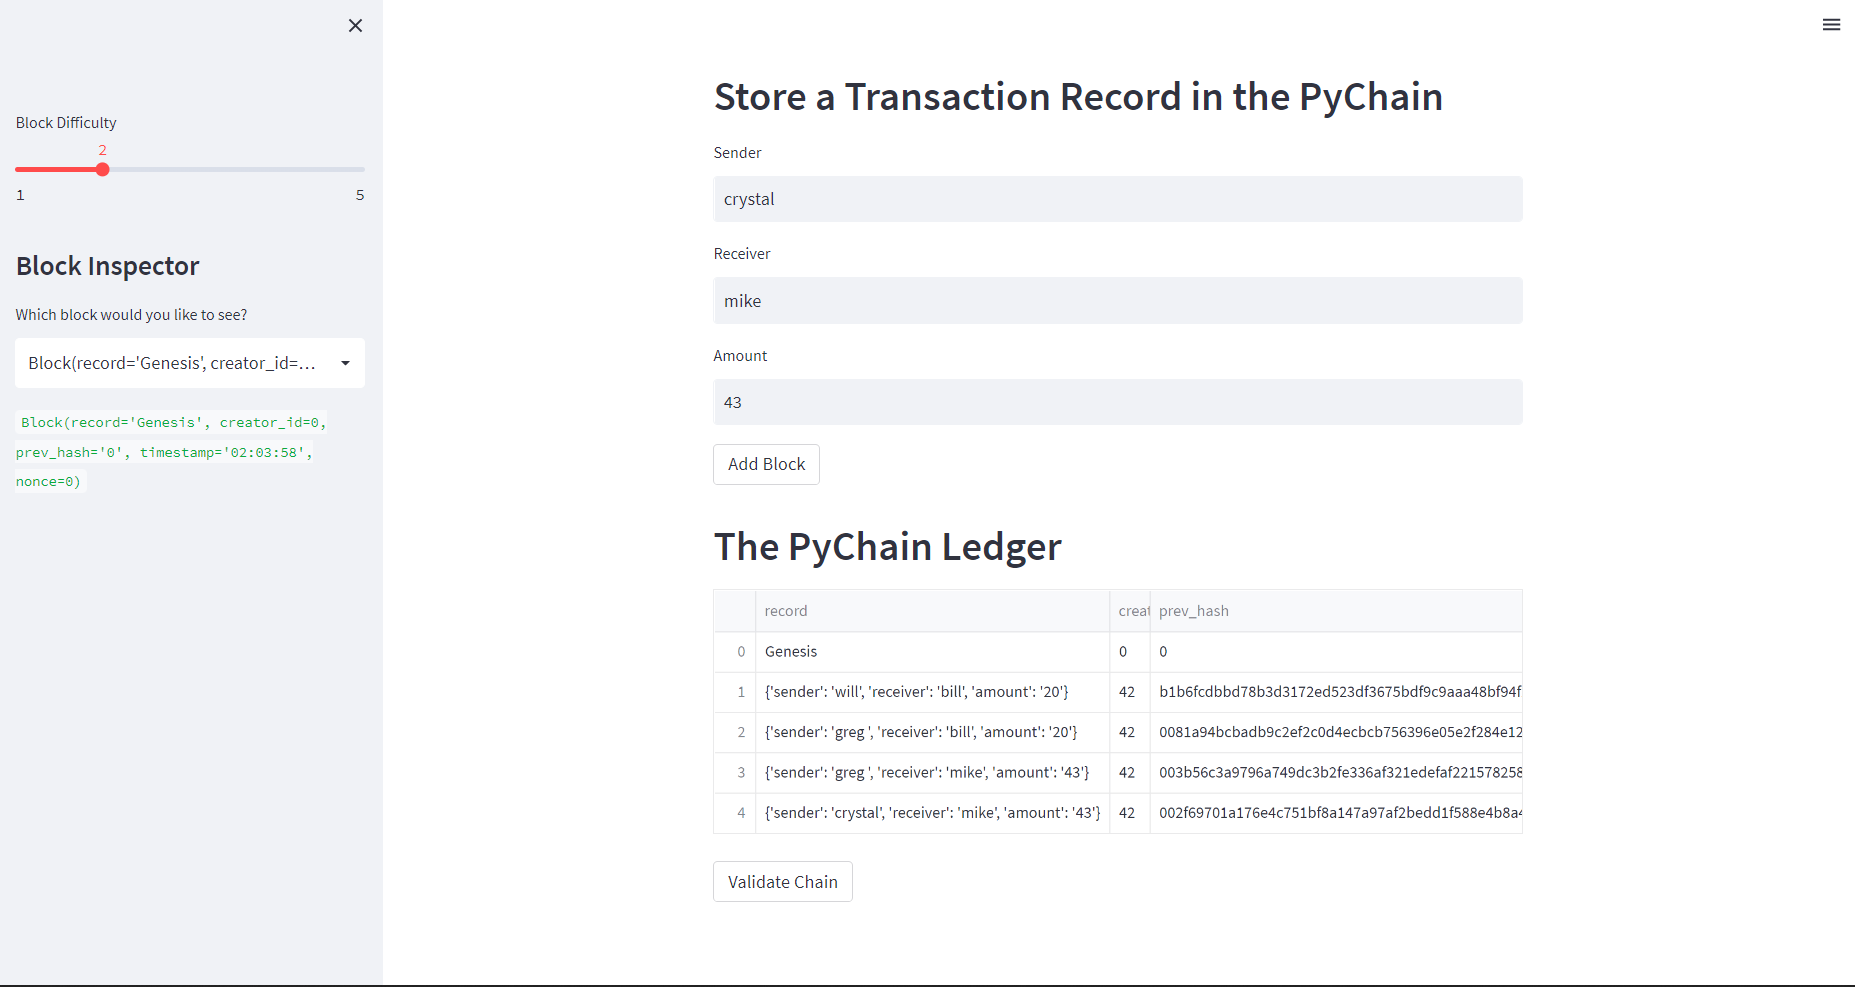 Block Difficulty
2
1 5
Block Inspector
Which block would you like to see?
Block(record='Genesis', creator_id=...
Block(record='Genesis', creator_id=0,
prev_hash='0', timestamp='02:03:58',
nonce=0)
Store a Transaction Record in the PyChain
Sender
crystal
Receiver
mike
Amount
43
Add Block
The PyChain Ledger
record creat prev_hash
0 Genesis 0 0
1 {'sender': 'will', 'receiver': 'bill', 'amount': '20'} 42 b1b6fcdbbd78b3d3172ed523df3675bdf9c9aaa48bf94f
2 {'sender': 'greg ', 'receiver': 'bill', 'amount': '20'} 42 0081a94bcbadb9c2ef2c0d4ecbcb756396e05e2f284e12
3 {'sender': 'greg ', 'receiver': 'mike', 'amount': '43'} 42 003b56c3a9796a749dc3b2fe336af321edefaf221578258
4 {'sender': 'crystal', 'receiver': 'mike', 'amount': '43'} 42 002f69701a176e4c751bf8a147a97af2bedd1f588e4b8a4
Validate Chain